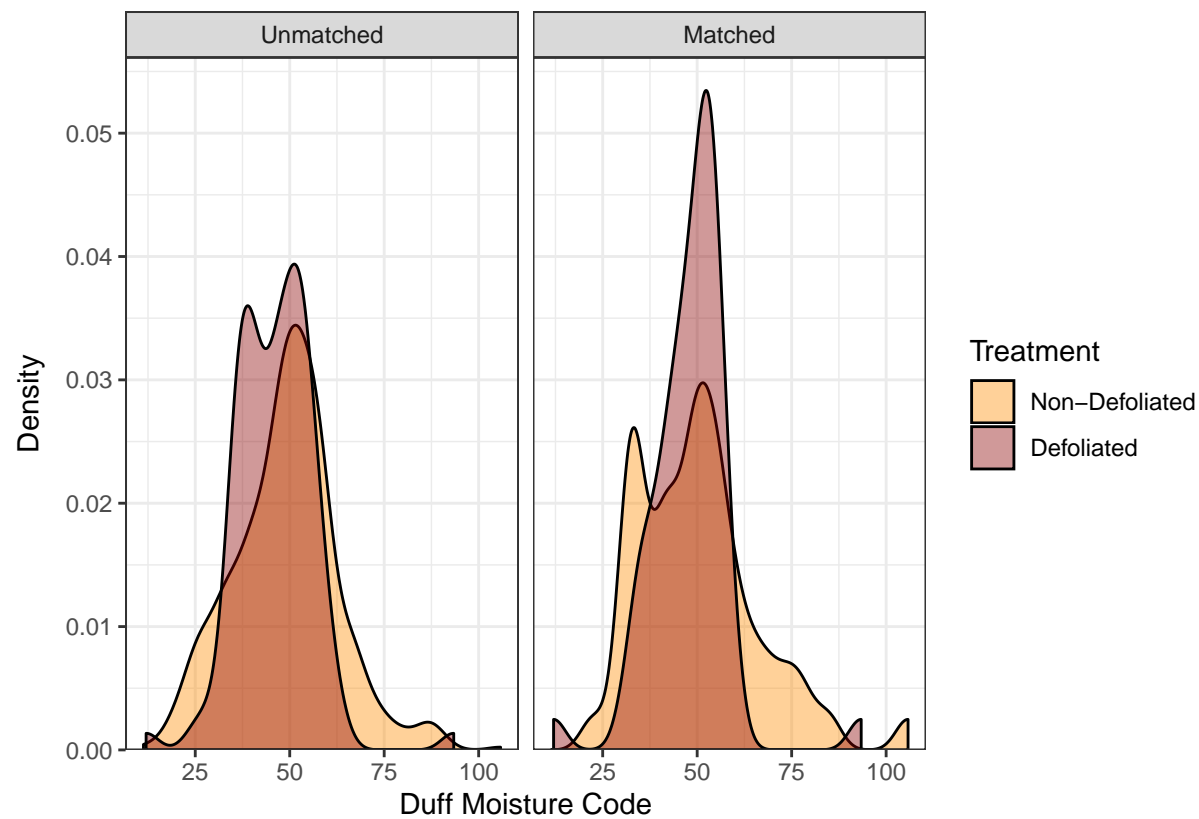 Unmatched
Matched
0.05
0.04
0.03
0.02
0.01
0.00
25 50 75 100
25 50 75 100
Duff Moisture Code
Density
Treatment
Non−Defoliated
Defoliated